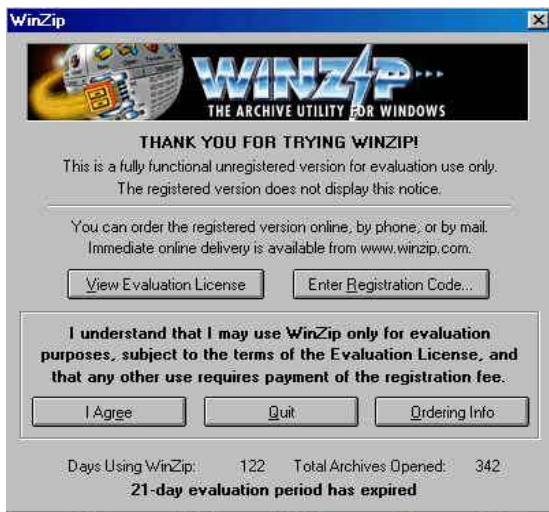 WinZip
WINZIP
THE ARCHIVE UTILITY FOR WINDOWS
THANK YOU FOR TRYING WINZIP!
This is a fully functional unregistered version for evaluation use only.
The registered version does not display this notice.
You can order the registered version online, by phone, or by mail.
Immediate online delivery is available from www.winzip.com.
View Evaluation License Enter Registration Code...
I understand that I may use WinZip only for evaluation
purposes, subject to the terms of the Evaluation License, and
that any other use requires payment of the registration fee.
I Agree Quit Ordering Info
Days Using WinZip: 122 Total Archives Opened: 342
21-day evaluation period has expired